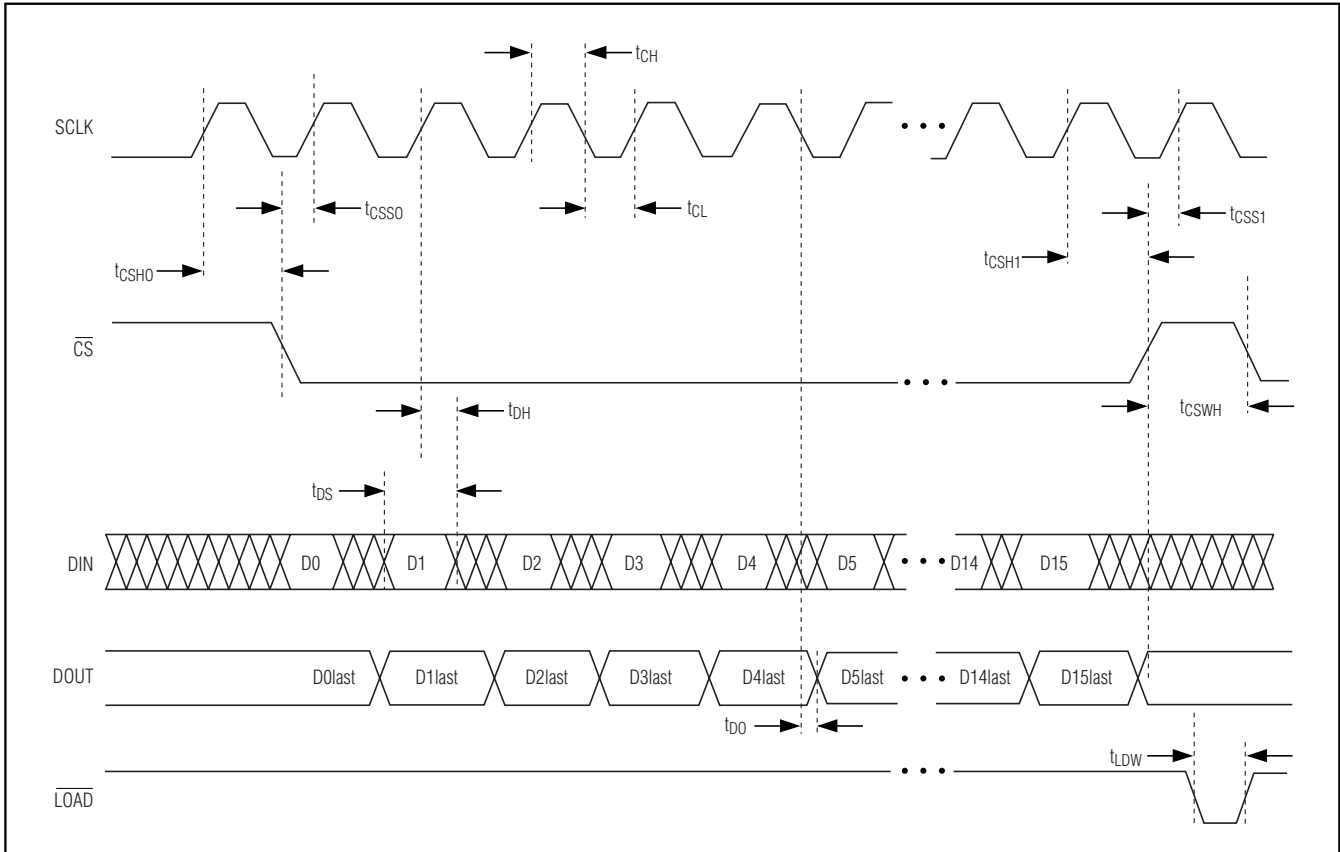 tCH
SCLK
tCSS0
tCL
tCSS1
tCSH0
tCSH1
CS
tDH
tCSWH
tDS
DIN D0 D1 D2 D3 D4 D5 D14 D15
DOUT D0last D1last D2last D3last D4last D5last D14last D15last
tDO
tLDW
LOAD